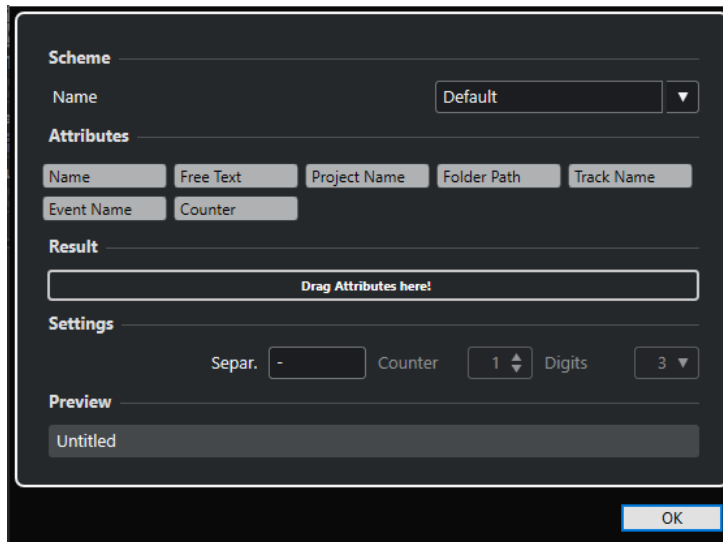 Scheme
Name Default
Attributes
Name Free Text Project Name Folder Path Track Name
Event Name Counter
Result
Drag Attributes here!
Settings
Separ. - Counter 1 Digits 3
Preview
Untitled
OK